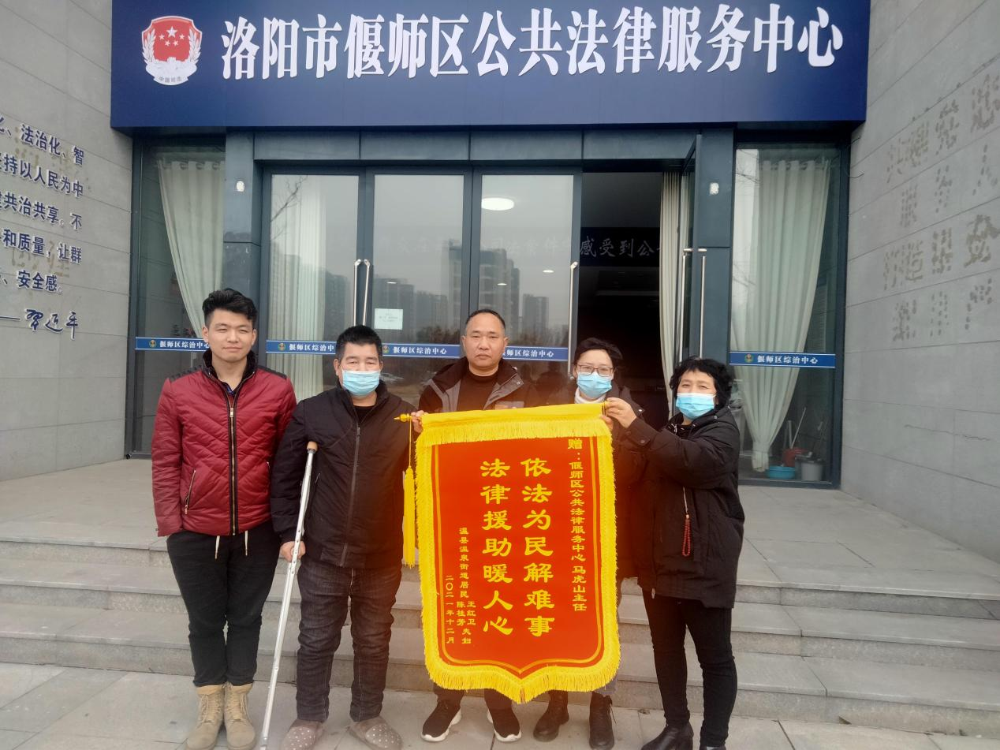 洛阳市偃师区公共法律服务中心
中国司法
、法治化、智
持以人民为中
共治共享。不
和质量，让群
、安全感。
——习近平
感受到公
偃师区综治中心
偃师区综治中心
偃师区综治中心
偃师区综治中心
偃师区综治中心
赠：偃师区公共法律服务中心 马虎山主任
依法为民解难事
法律援助暖人心
温县温泉街道居民 王红卫 陈桂芳 夫妇
二〇二一年十二月